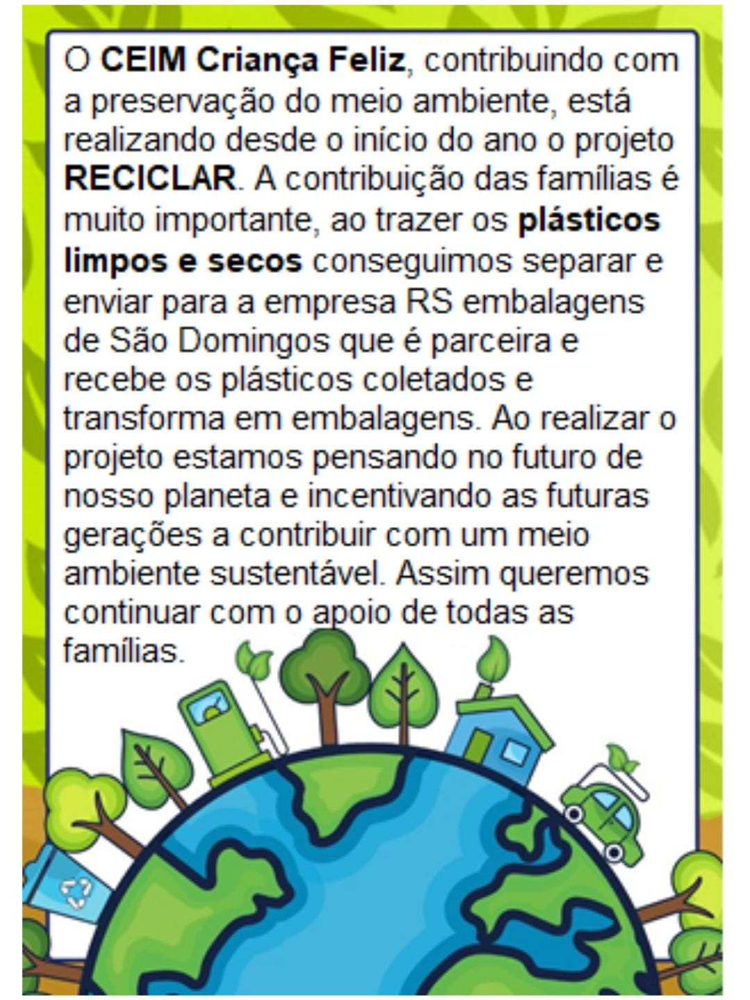 O CEIM Criança Feliz, contribuindo com
a preservação do meio ambiente, está
realizando desde o início do ano o projeto
RECICLAR. A contribuição das famílias é
muito importante, ao trazer os plásticos
limpos e secos conseguimos separar e
enviar para a empresa RS embalagens
de São Domingos que é parceira e
recebe os plásticos coletados e
transforma em embalagens. Ao realizar o
projeto estamos pensando no futuro de
nosso planeta e incentivando as futuras
gerações a contribuir com um meio
ambiente sustentável. Assim queremos
continuar com o apoio de todas as
famílias.